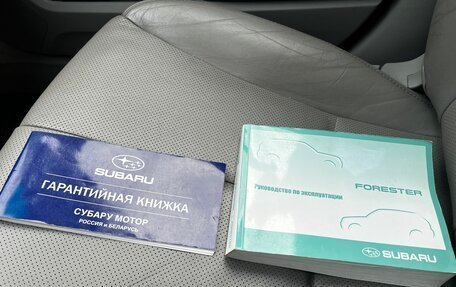 SUBARU
ГАРАНТИЙНАЯ КНИЖКА
СУБАРУ МОТОР
РОССИЯ и БЕЛАРУСЬ
Руководство по эксплуатации
FORESTER
SUBARU